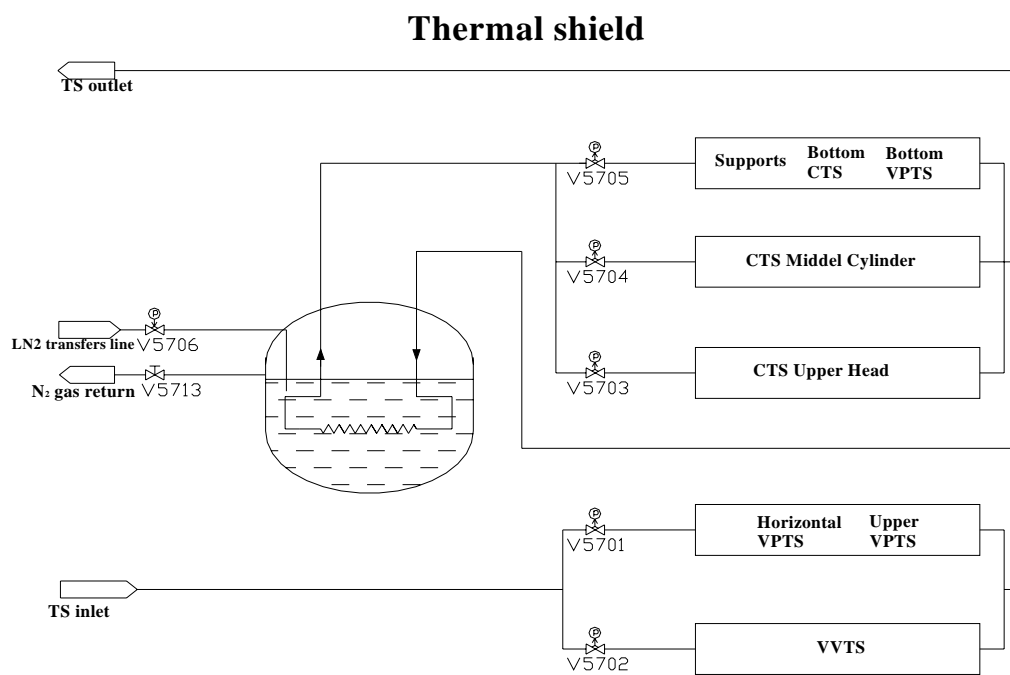 Thermal shield
TS outlet
P
V5705
Supports
Bottom
CTS
Bottom
VPTS
P
V5704
CTS Middel Cylinder
P
LN2 transfers line
V5706
N₂ gas return
V5713
P
V5703
CTS Upper Head
P
V5701
Horizontal
VPTS
Upper
VPTS
TS inlet
P
V5702
VVTS